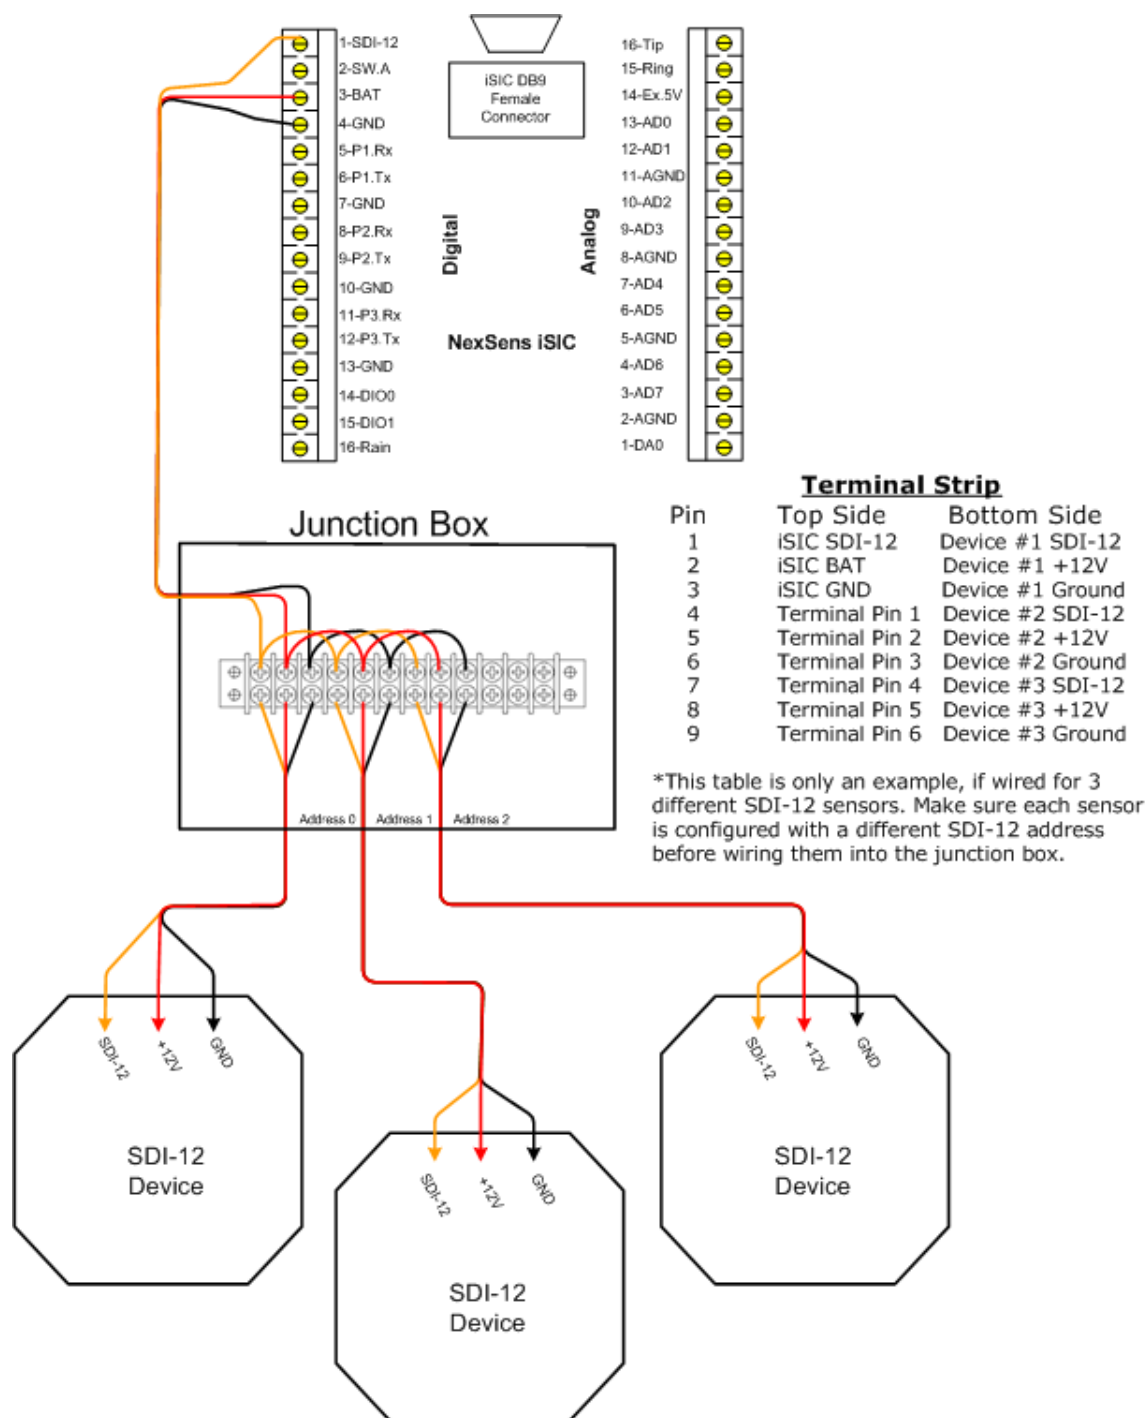 1-SDI-12
2-SW.A
3-BAT
4-GND
5-P1.Rx
6-P1.Tx
7-GND
8-P2.Rx
9-P2.Tx
10-GND
11-P3.Rx
12-P3.Tx
13-GND
14-DIO0
15-DIO1
16-Rain
iSIC DB9
Female
Connector
Digital
Analog
NexSens iSIC
16-Tip
15-Ring
14-Ex.5V
13-AD0
12-AD1
11-AGND
10-AD2
9-AD3
8-AGND
7-AD4
6-AD5
5-AGND
4-AD6
3-AD7
2-AGND
1-DA0
Terminal Strip
Pin Top Side Bottom Side
1 iSIC SDI-12 Device #1 SDI-12
2 iSIC BAT Device #1 +12V
3 iSIC GND Device #1 Ground
4 Terminal Pin 1 Device #2 SDI-12
5 Terminal Pin 2 Device #2 +12V
6 Terminal Pin 3 Device #2 Ground
7 Terminal Pin 4 Device #3 SDI-12
8 Terminal Pin 5 Device #3 +12V
9 Terminal Pin 6 Device #3 Ground
*This table is only an example, if wired for 3
different SDI-12 sensors. Make sure each sensor
is configured with a different SDI-12 address
before wiring them into the junction box.
Junction Box
Address 0 Address 1 Address 2
SDI-12 +12V GND
SDI-12
Device
SDI-12 +12V GND
SDI-12
Device
SDI-12 +12V GND
SDI-12
Device